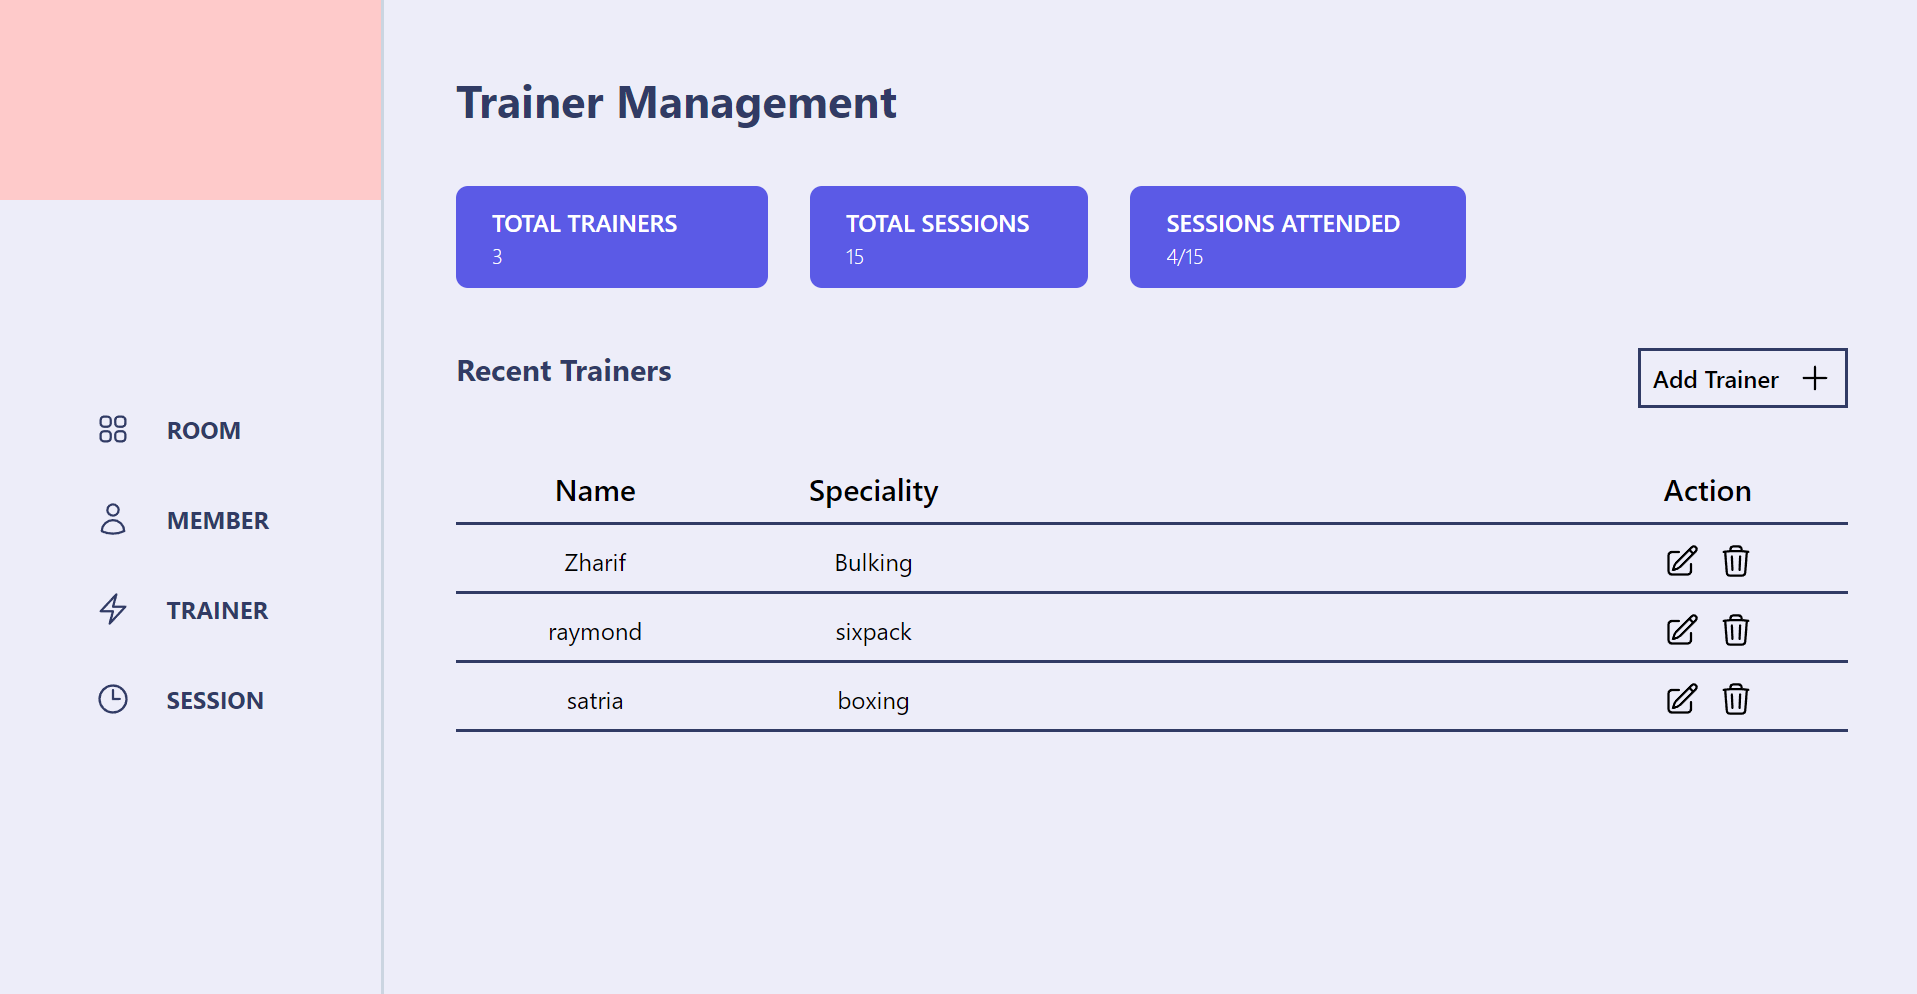 Trainer Management
TOTAL TRAINERS
3
TOTAL SESSIONS
15
SESSIONS ATTENDED
4/15
Recent Trainers
Add Trainer
ROOM
MEMBER
TRAINER
SESSION
Name Speciality Action
Zharif Bulking
raymond sixpack
satria boxing